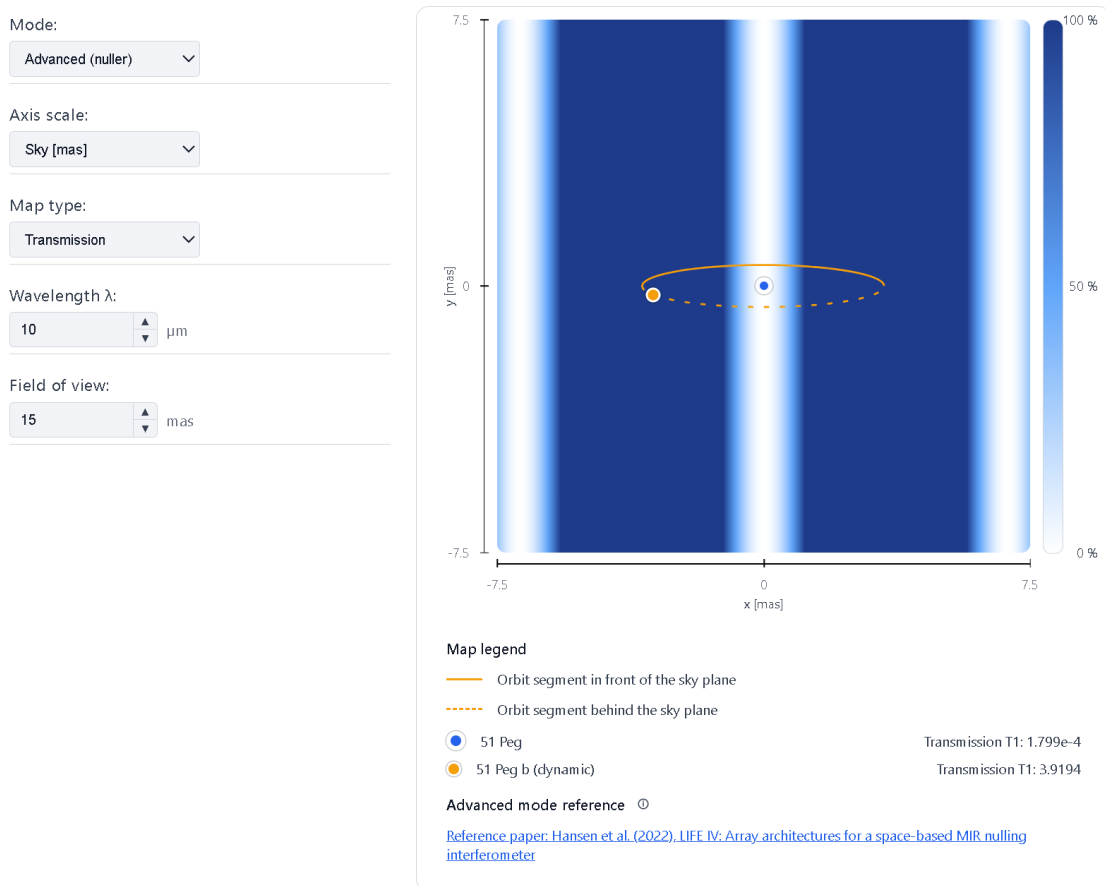 Mode:
Advanced (nuller)
Axis scale:
Sky [mas]
Map type:
Transmission
Wavelength λ:
10
μm
Field of view:
15
mas
7.5
0
-7.5
y [mas]
-7.5
0
7.5
x [mas]
100 %
50 %
0 %
Map legend
Orbit segment in front of the sky plane
Orbit segment behind the sky plane
51 Peg
Transmission T1: 1.799e-4
51 Peg b (dynamic)
Transmission T1: 3.9194
Advanced mode reference
Reference paper: Hansen et al. (2022), LIFE IV: Array architectures for a space-based MIR nulling
interferometer